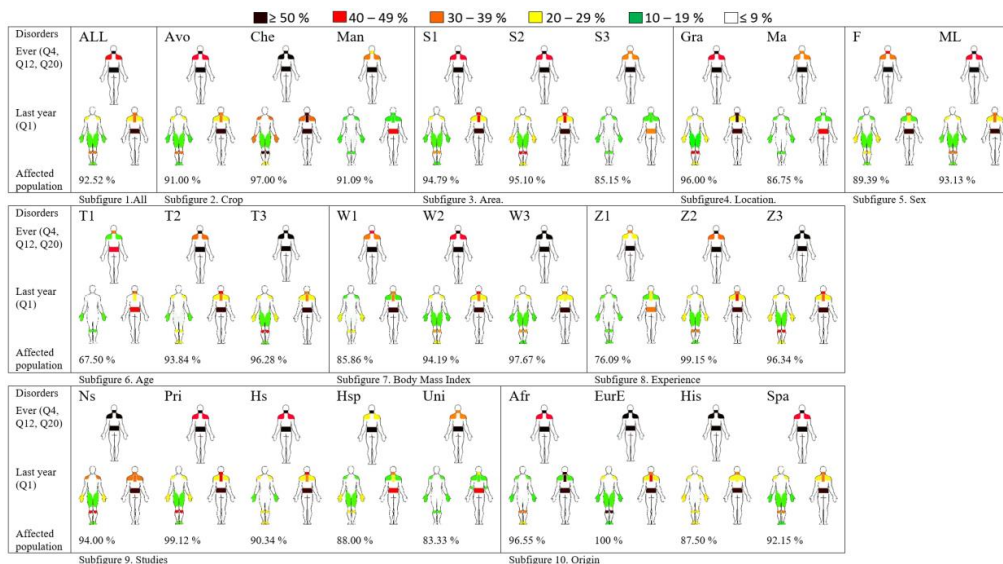 ≥ 50 % 40 – 49 % 30 – 39 % 20 – 29 % 10 – 19 % ≤ 9 %
Disorders ALL Avo Che Man S1 S2 S3 Gra Ma F ML
Ever (Q4,
Q12, Q20)
Last year
(Q1)
Affected
population 92.52 % 91.00 % 97.00 % 91.09 % 94.79 % 95.10 % 85.15 % 96.00 % 86.75 % 89.39 % 93.13 %
Subfigure 1.All Subfigure 2. Crop Subfigure 3. Area. Subfigure4. Location. Subfigure 5. Sex
Disorders T1 T2 T3 W1 W2 W3 Z1 Z2 Z3
Ever (Q4,
Q12, Q20)
Last year
(Q1)
Affected
population 67.50 % 93.84 % 96.28 % 85.86 % 94.19 % 97.67 % 76.09 % 99.15 % 96.34 %
Subfigure 6. Age Subfigure 7. Body Mass Index Subfigure 8. Experience
Disorders Ns Pri Hs Hsp Uni Afr EurE His Spa
Ever (Q4,
Q12, Q20)
Last year
(Q1)
Affected
population 94.00 % 99.12 % 90.34 % 88.00 % 83.33 % 96.55 % 100 % 87.50 % 92.15 %
Subfigure 9. Studies Subfigure 10. Origin